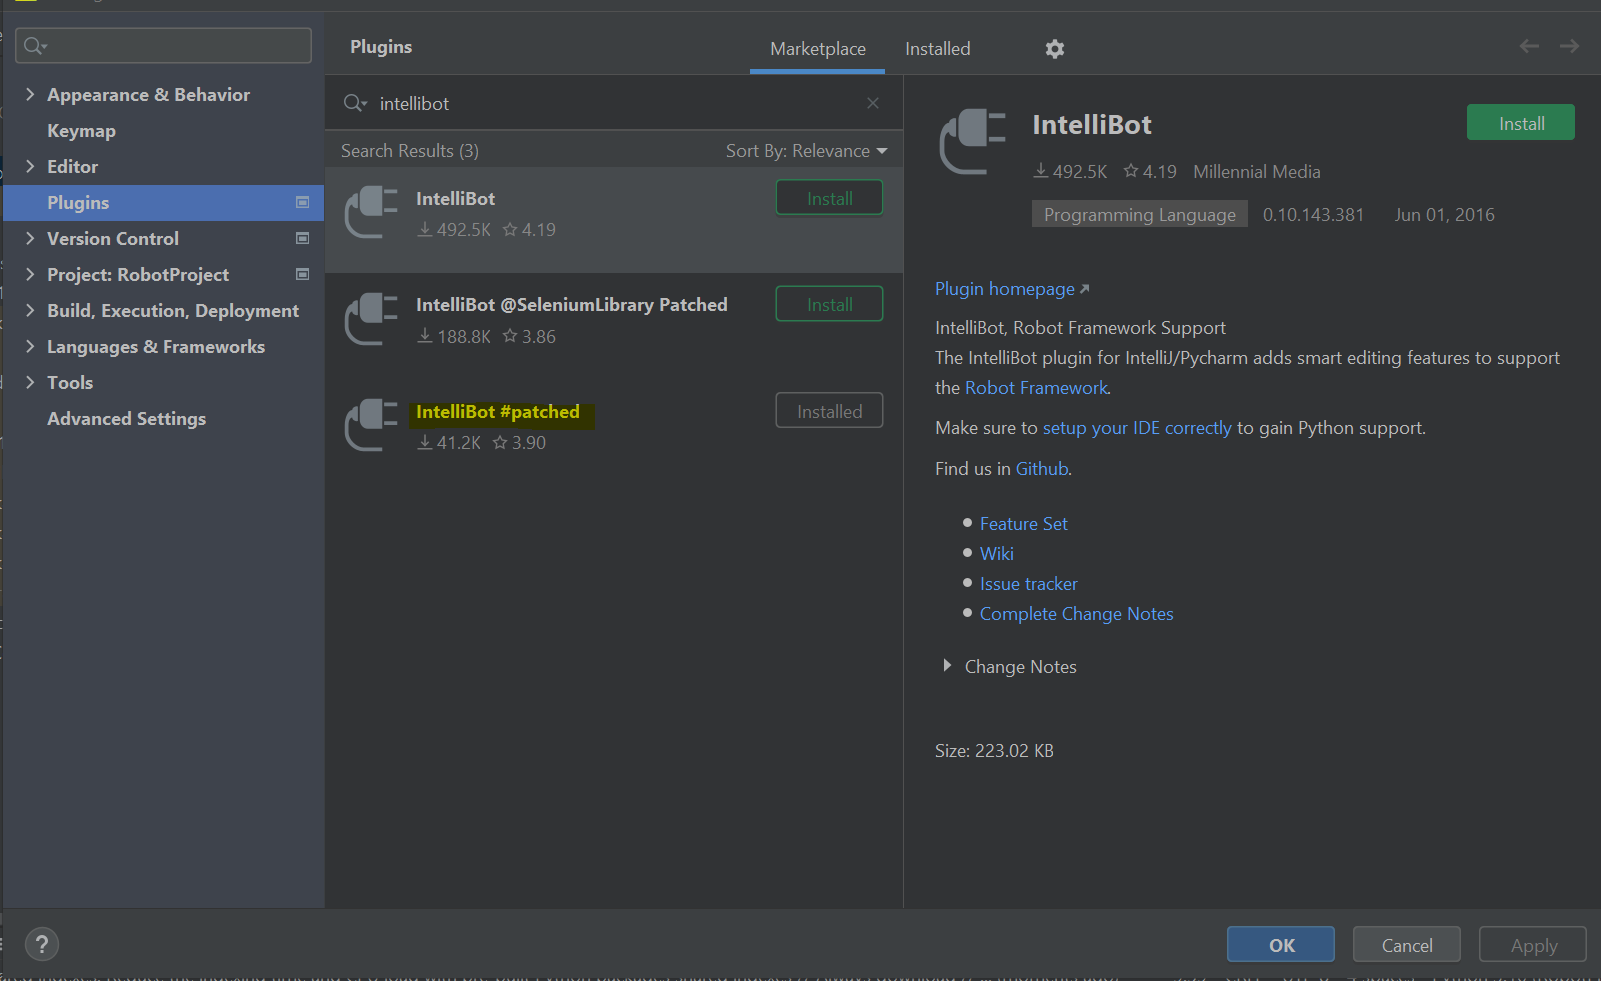 Plugins
Marketplace
Installed
Appearance & Behavior
Keymap
Editor
Plugins
Version Control
Project: RobotProject
Build, Execution, Deployment
Languages & Frameworks
Tools
Advanced Settings
intellibot
Search Results (3)
Sort By: Relevance
IntelliBot
Install
492.5K
4.19
IntelliBot @SeleniumLibrary Patched
Install
188.8K
3.86
IntelliBot #patched
Installed
41.2K
3.90
IntelliBot
Install
492.5K
4.19
Millennial Media
Programming Language
0.10.143.381
Jun 01, 2016
Plugin homepage
IntelliBot, Robot Framework Support
The IntelliBot plugin for IntelliJ/Pycharm adds smart editing features to support
the Robot Framework.
Make sure to setup your IDE correctly to gain Python support.
Find us in Github.
Feature Set
Wiki
Issue tracker
Complete Change Notes
Change Notes
Size: 223.02 KB
?
OK
Cancel
Apply